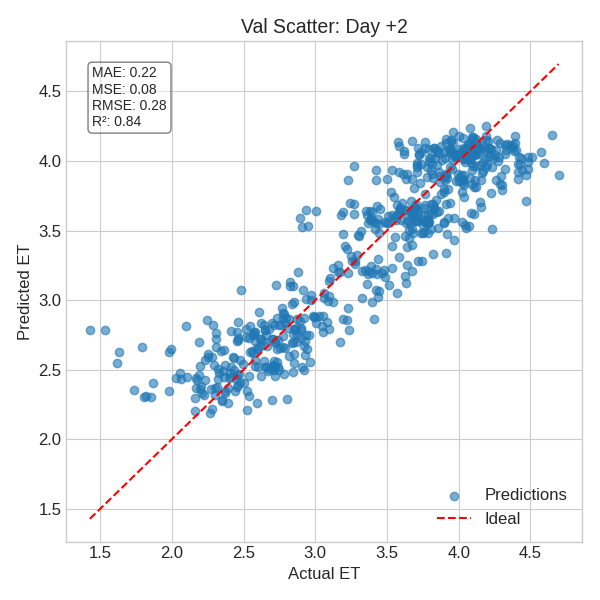 Val Scatter: Day +2
MAE: 0.22
MSE: 0.08
RMSE: 0.28
R²: 0.84
4.5
4.0
3.5
3.0
2.5
2.0
1.5
Predicted ET
Predictions
Ideal
1.5 2.0 2.5 3.0 3.5 4.0 4.5
Actual ET